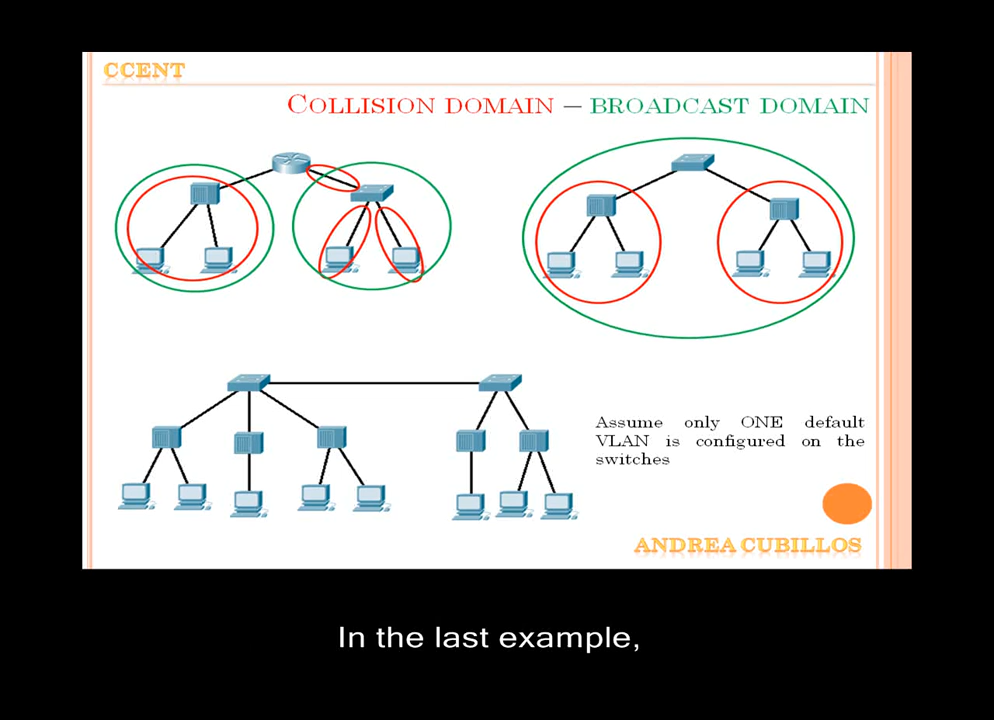 CCENT
COLLISION DOMAIN – BROADCAST DOMAIN
Assume only ONE default
VLAN is configured on the
switches
ANDREA CUBILLOS
In the last example,